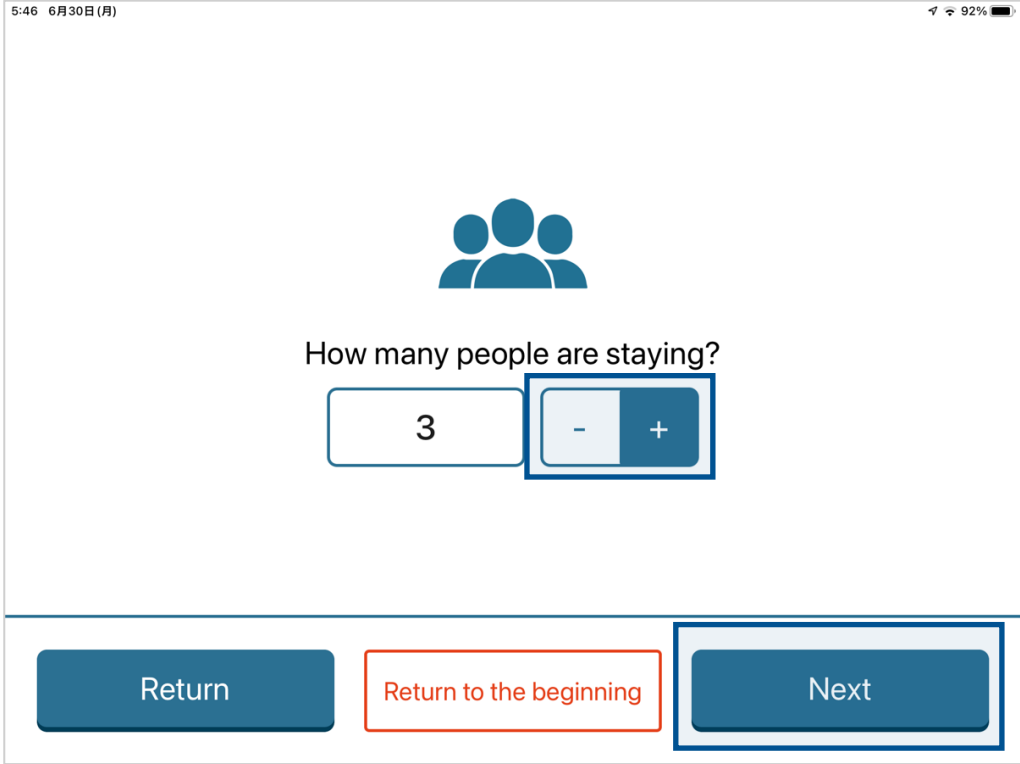 5:46 6月30日(月) 92%
How many people are staying?
3 - +
Return Return to the beginning Next